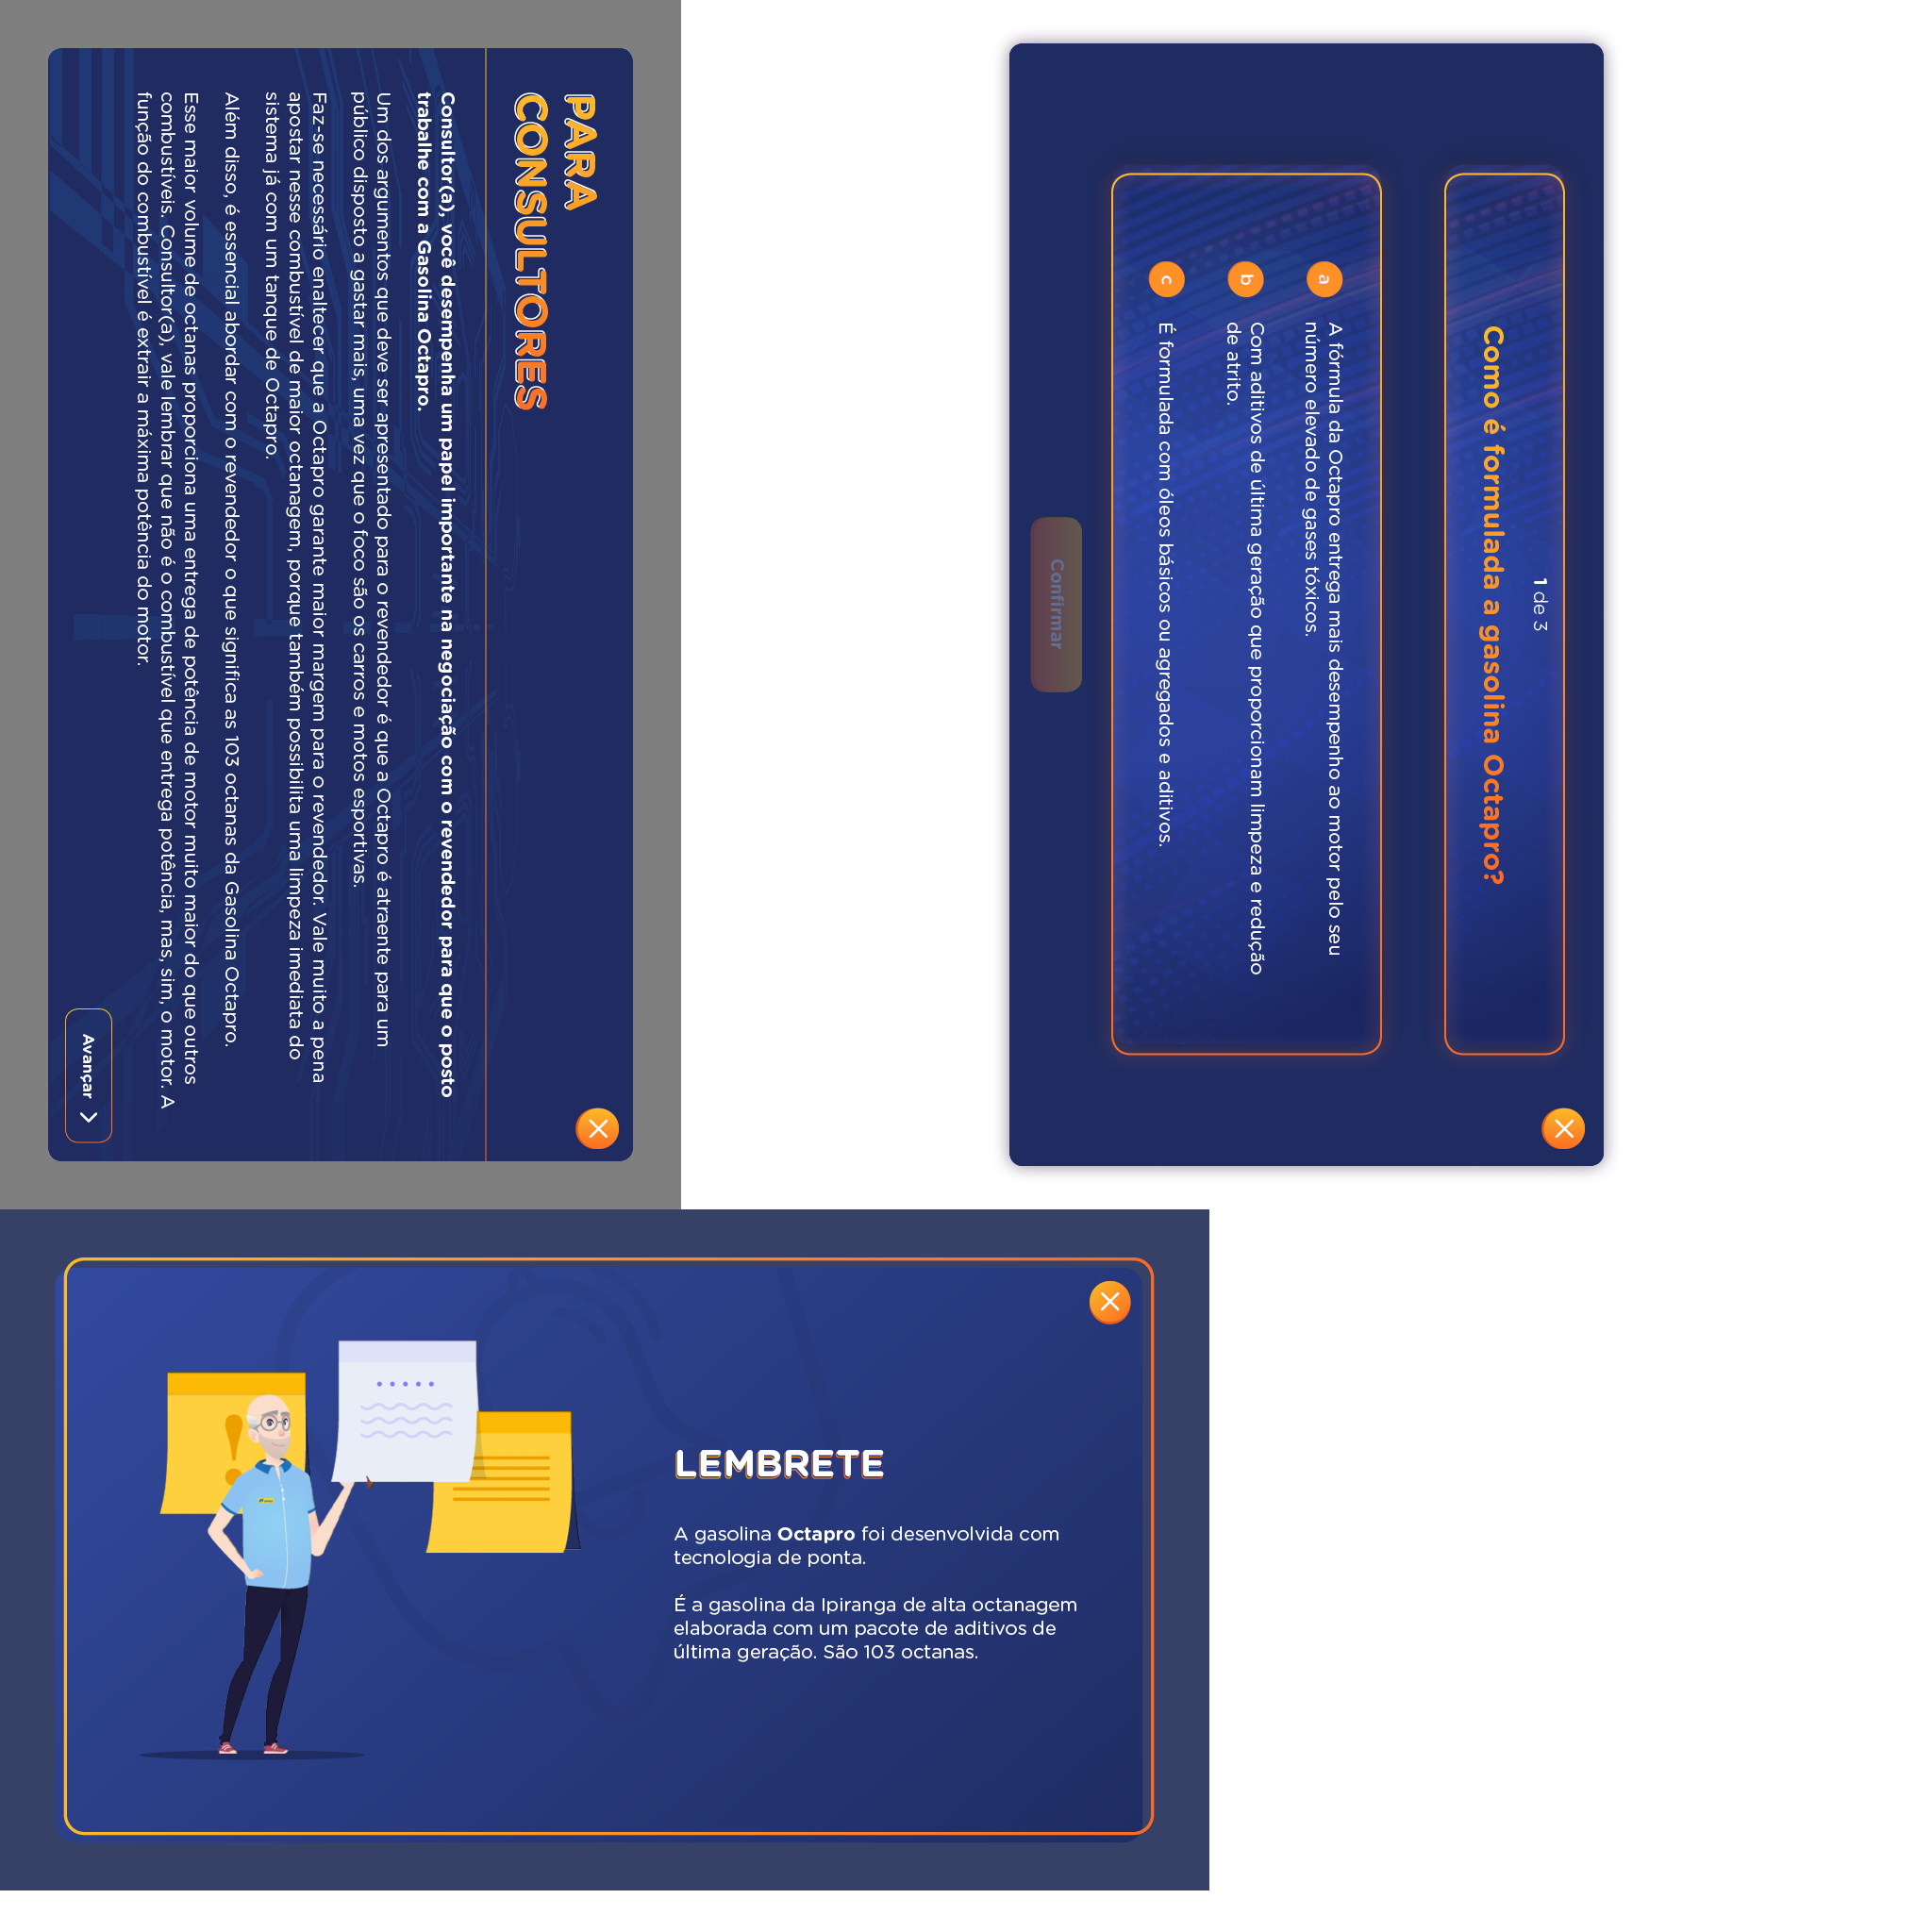 PARA
CONSULTORES
Consultor(a), você desempenha um papel importante na negociação com o revendedor para que o posto
trabalhe com a Gasolina Octapro.
Um dos argumentos que deve ser apresentado para o revendedor é que a Octapro é atraente para um
público disposto a gastar mais, uma vez que o foco são os carros e motos esportivas.
Faz-se necessário enaltecer que a Octapro garante maior margem para o revendedor. Vale muito a pena
apostar nesse combustível de maior octanagem, porque também possibilita uma limpeza imediata do
sistema já com um tanque de Octapro.
Além disso, é essencial abordar com o revendedor o que significa as 103 octanas da Gasolina Octapro.
Esse maior volume de octanas proporciona uma entrega de potência de motor muito maior do que outros
combustíveis. Consultor(a), vale lembrar que não é o combustível que entrega potência, mas, sim, o motor. A
função do combustível é extrair a máxima potência do motor.
Avançar
1 de 3
Como é formulada a gasolina Octapro?
a A fórmula da Octapro entrega mais desempenho ao motor pelo seu
número elevado de gases tóxicos.
b Com aditivos de última geração que proporcionam limpeza e redução
de atrito.
c É formulada com óleos básicos ou agregados e aditivos.
Confirmar
LEMBRETE
A gasolina Octapro foi desenvolvida com
tecnologia de ponta.
É a gasolina da Ipiranga de alta octanagem
elaborada com um pacote de aditivos de
última geração. São 103 octanas.